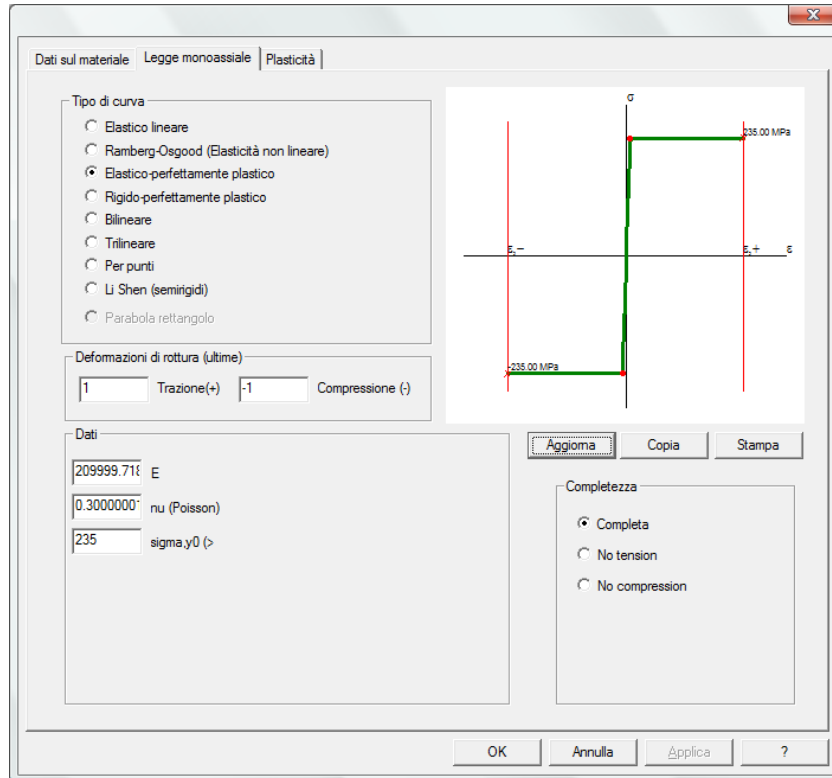 Dati sul materiale Legge monoassiale Plasticità
Tipo di curva
Elastico lineare
Ramberg-Osgood (Elasticità non lineare)
Elastico-perfettamente plastico
Rigido-perfettamente plastico
Bilineare
Trilineare
Per punti
Li Shen (semirigidi)
Parabola rettangolo
σ
235.00 MPa
ε
-235.00 MPa
Deformazioni di rottura (ultime)
1 Trazione(+) -1 Compressione (-)
Aggiorna Copia Stampa
Dati
209999.718 E
0.3000001 nu (Poisson)
235 sigma,y0 (>
Completezza
Completa
No tension
No compression
OK Annulla Applica ?